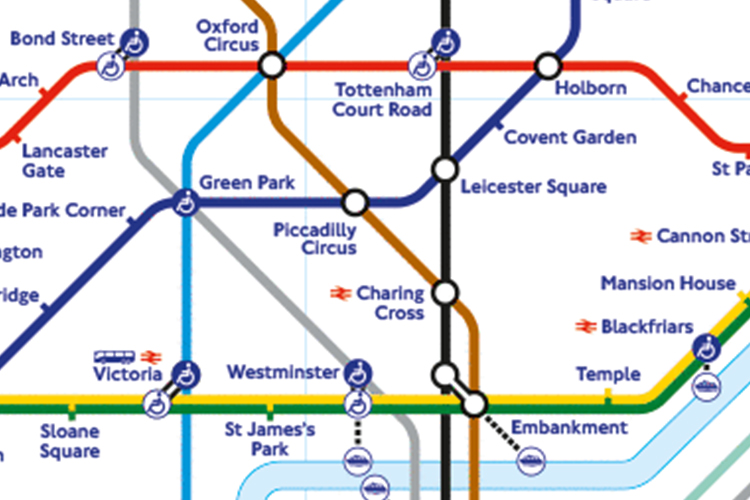 Square
Oxford
Circus
Bond Street
Arch
Tottenham
Court Road
Holborn
Chance
Lancaster
Gate
Covent Garden
St Pa
Green Park
Leicester Square
de Park Corner
Piccadilly
Circus
Cannon Str
ngton
Mansion House
ridge
Charing
Cross
Blackfriars
Victoria
Westminster
Temple
Sloane
Square
St James's
Park
Embankment
n